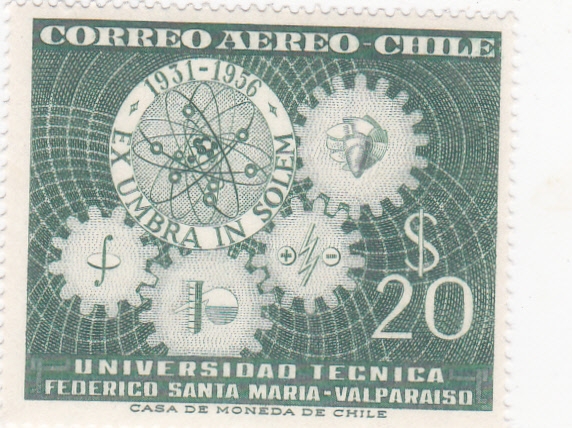 CORREO AEREO-CHILE
1931-1956
EX UMBRA IN SOLEM
$
20
UNIVERSIDAD TECNICA
FEDERICO SANTA MARIA-VALPARAISO
CASA DE MONEDA DE CHILE